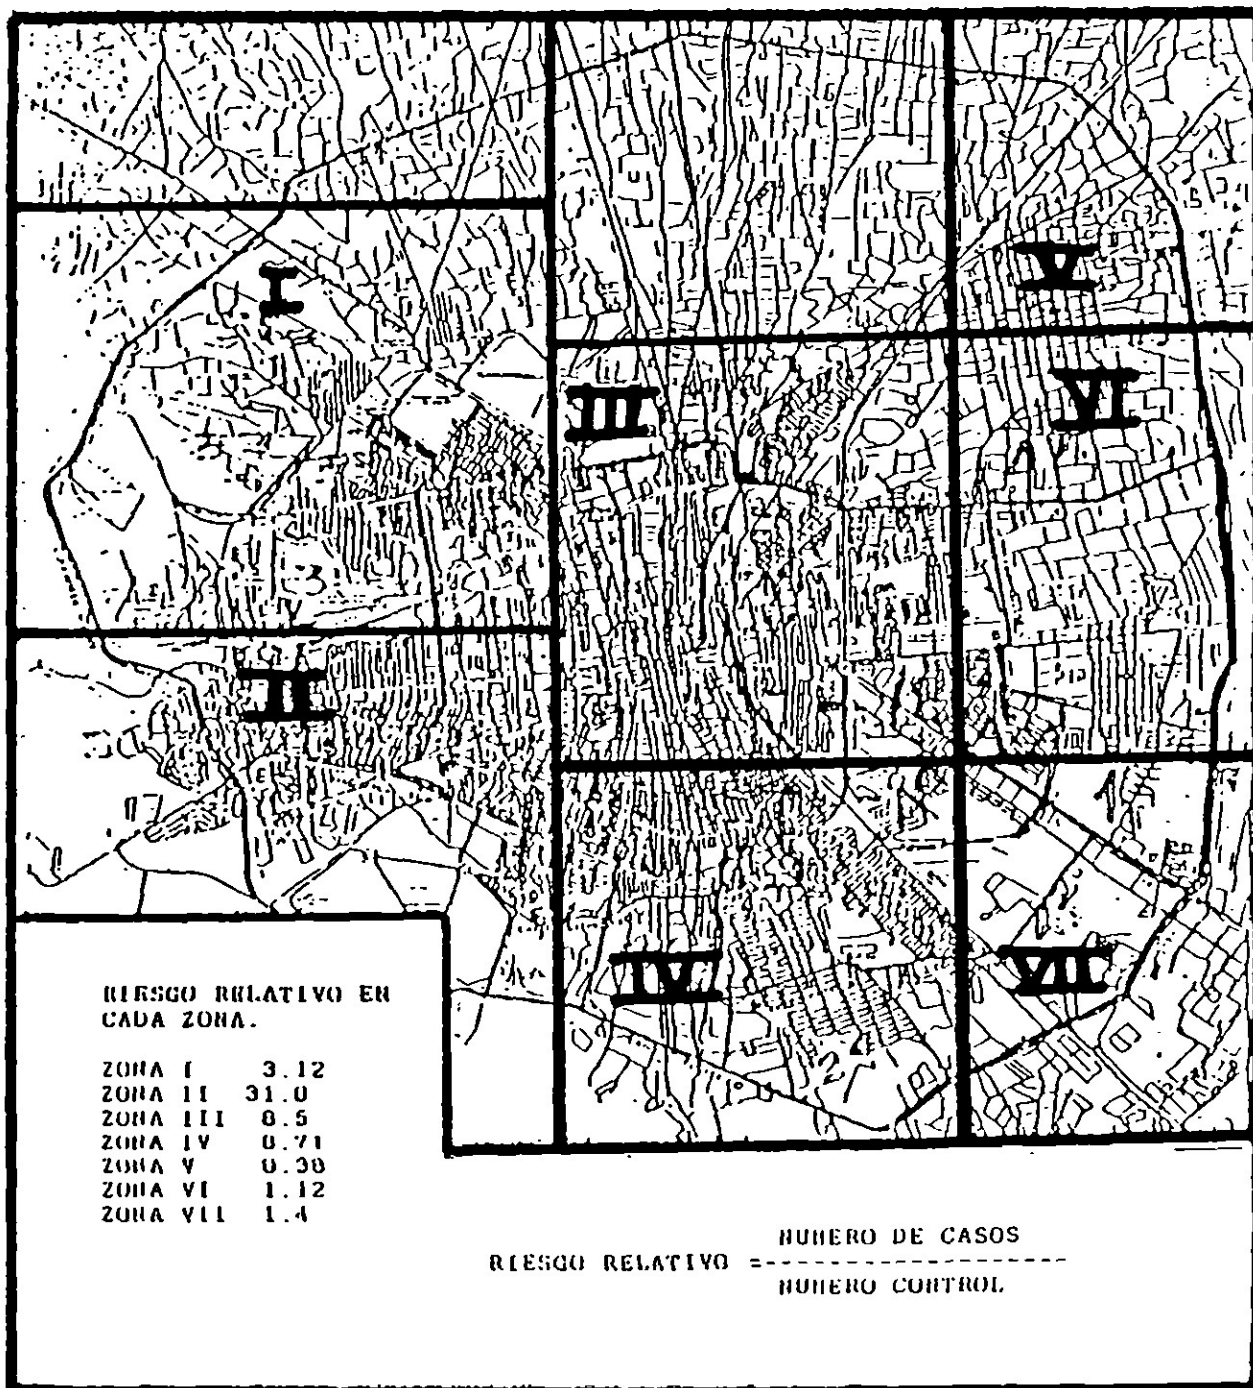 I
V
III
VI
II
IV
VII
RIESGO RELATIVO EN
CADA ZONA.
ZONA I 3.12
ZONA II 31.0
ZONA III 0.5
ZONA IV 0.71
ZONA V 0.38
ZONA VI 1.12
ZONA VII 1.4
NUMERO DE CASOS
RIESGO RELATIVO =--------------------
NUMERO CONTROL